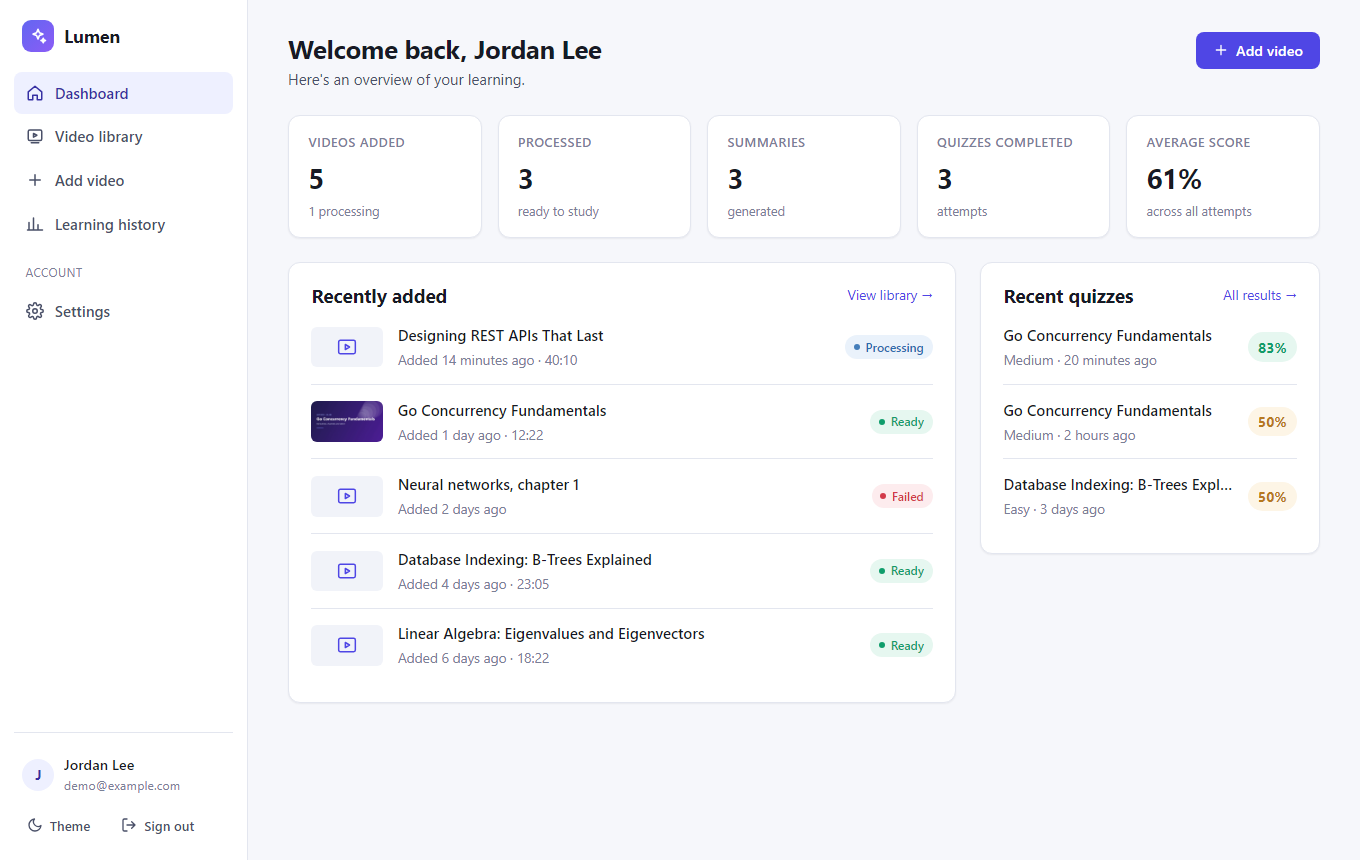 Lumen
Dashboard
Video library
Add video
Learning history
ACCOUNT
Settings
Jordan Lee
J
demo@example.com
Theme
Sign out
Welcome back, Jordan Lee
Here's an overview of your learning.
Add video
VIDEOS ADDED
5
1 processing
PROCESSED
3
ready to study
SUMMARIES
3
generated
QUIZZES COMPLETED
3
attempts
AVERAGE SCORE
61%
across all attempts
Recently added
View library →
Designing REST APIs That Last
Added 14 minutes ago · 40:10
Processing
Go Concurrency Fundamentals
Go Concurrency Fundamentals
Added 1 day ago · 12:22
Ready
Neural networks, chapter 1
Added 2 days ago
Failed
Database Indexing: B-Trees Explained
Added 4 days ago · 23:05
Ready
Linear Algebra: Eigenvalues and Eigenvectors
Added 6 days ago · 18:22
Ready
Recent quizzes
All results →
Go Concurrency Fundamentals
Medium · 20 minutes ago
83%
Go Concurrency Fundamentals
Medium · 2 hours ago
50%
Database Indexing: B-Trees Expl...
Easy · 3 days ago
50%